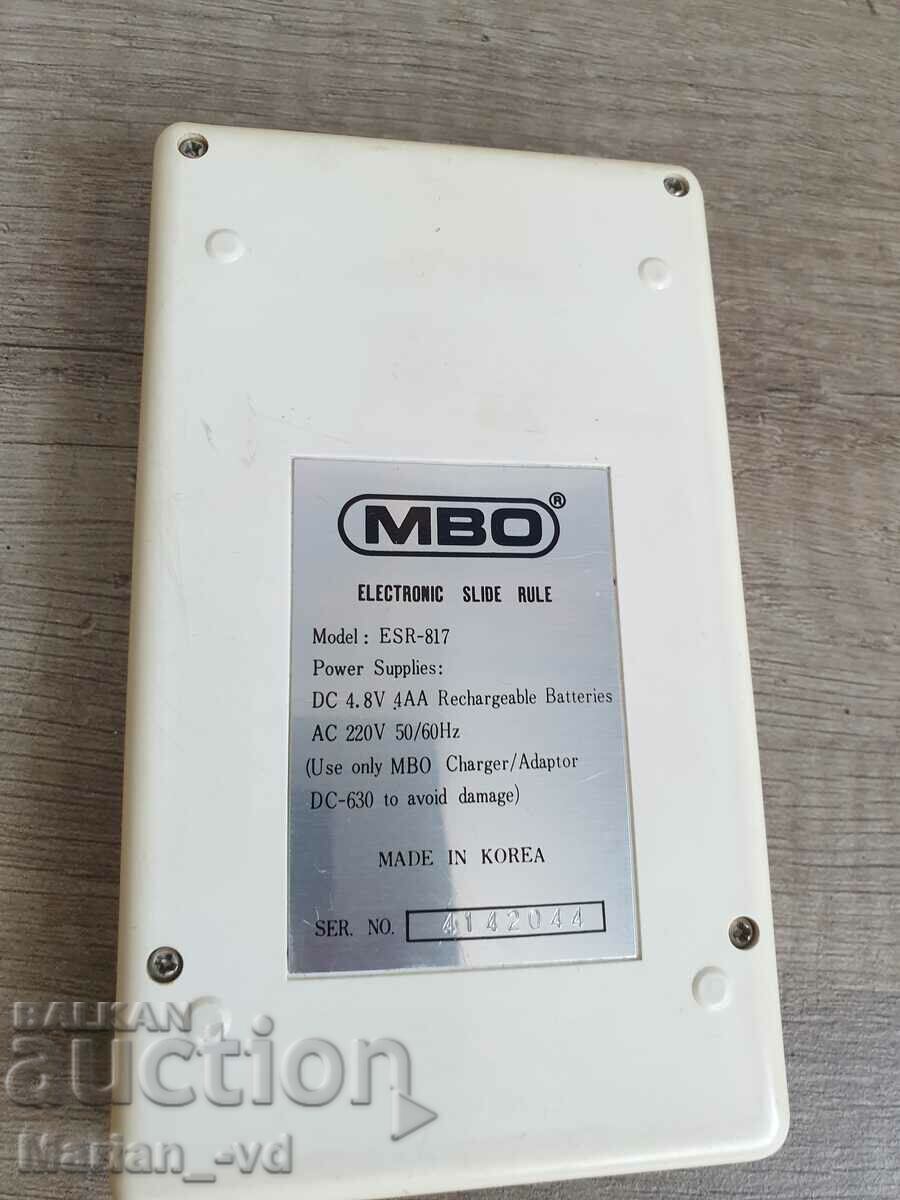 MBO®
ELECTRONIC SLIDE RULE
Model: ESR-817
Power Supplies:
DC 4.8V 4AA Rechargeable Batteries
AC 220V 50/60Hz
(Use only MBO Charger/Adaptor
DC-630 to avoid damage)
MADE IN KOREA
SER. NO. 4142044
BALKAN
auction
Marian_-vd